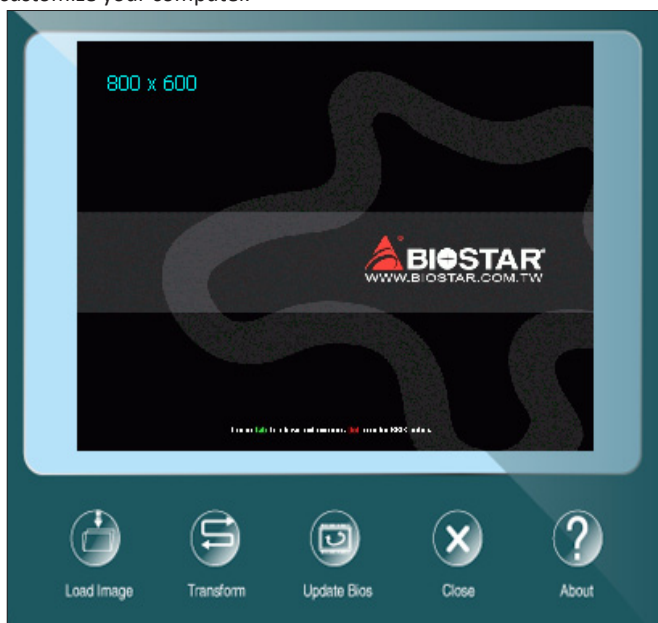 customize your computer.
800 x 600
BIOSTAR
WWW.BIOSTAR.COM.TW
Load Image
Transform
Update Bios
Close
About